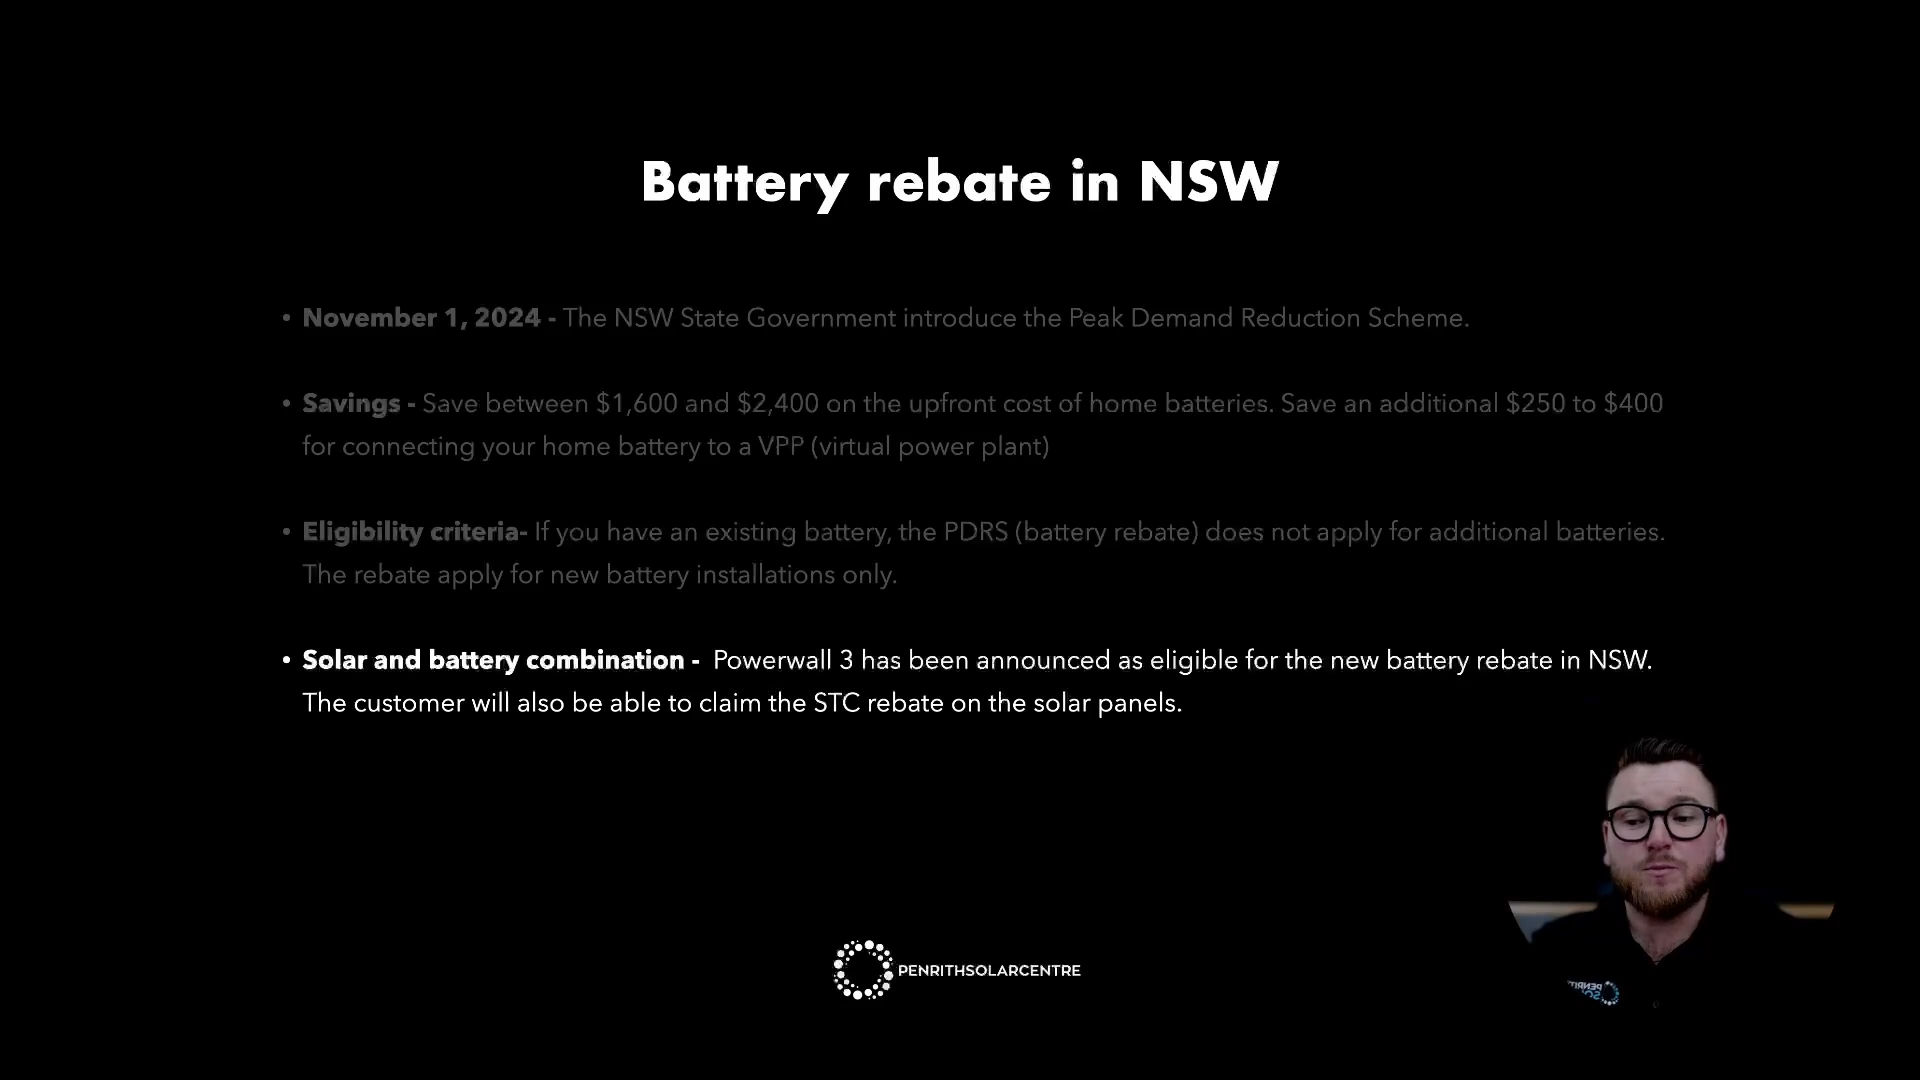 Battery rebate in NSW
• November 1, 2024 - The NSW State Government introduce the Peak Demand Reduction Scheme.
• Savings - Save between $1,600 and $2,400 on the upfront cost of home batteries. Save an additional $250 to $400
for connecting your home battery to a VPP (virtual power plant)
• Eligibility criteria- If you have an existing battery, the PDRS (battery rebate) does not apply for additional batteries.
The rebate apply for new battery installations only.
• Solar and battery combination - Powerwall 3 has been announced as eligible for the new battery rebate in NSW.
The customer will also be able to claim the STC rebate on the solar panels.
PENRITHSOLARCENTRE